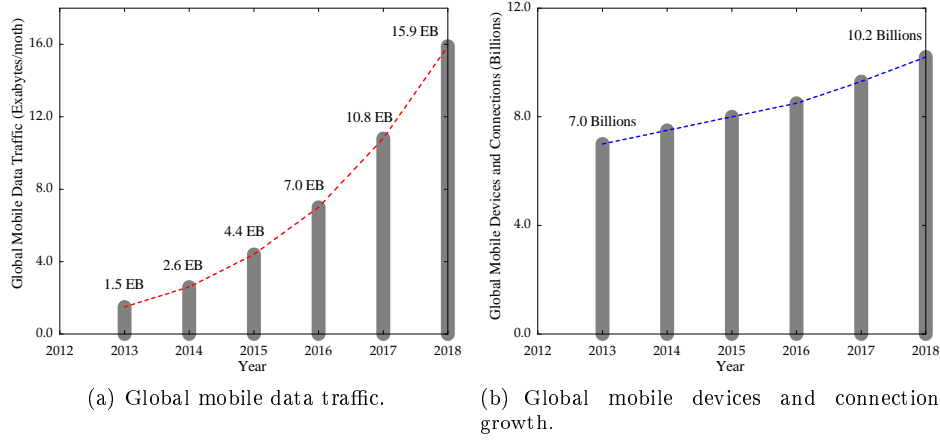 Global Mobile Data Traffic (Exabytes/moth)
16.0
12.0
8.0
4.0
0.0
1.5 EB
2.6 EB
4.4 EB
7.0 EB
10.8 EB
15.9 EB
2012 2013 2014 2015 2016 2017 2018
Year
(a) Global mobile data traffic.
Global Mobile Devices and Connections (Billions)
12.0
8.0
4.0
0.0
7.0 Billions
10.2 Billions
2012 2013 2014 2015 2016 2017 2018
Year
(b) Global mobile devices and connection
growth.